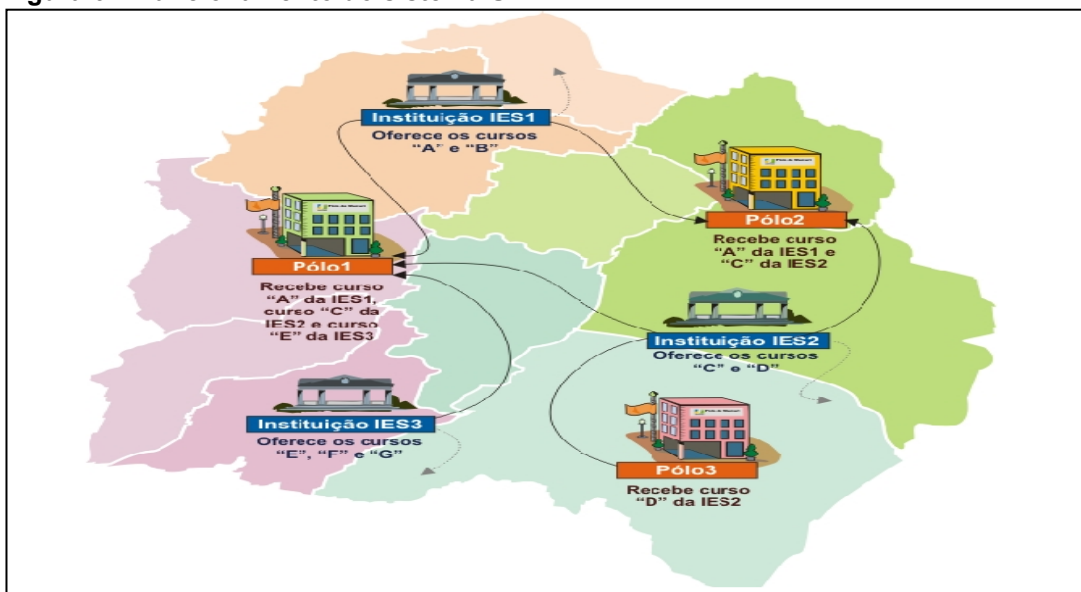 Instituição IES1
Oferece os cursos
“A” e “B”
Pólo2
Recebe curso
“A” da IES1 e
“C” da IES2
Pólo1
Recebe curso
“A” da IES1,
curso “C” da
IES2 e curso
“E” da IES3
Instituição IES2
Oferece os cursos
“C” e “D”
Instituição IES3
Oferece os cursos
“E”, “F” e “G”
Pólo3
Recebe curso
“D” da IES2